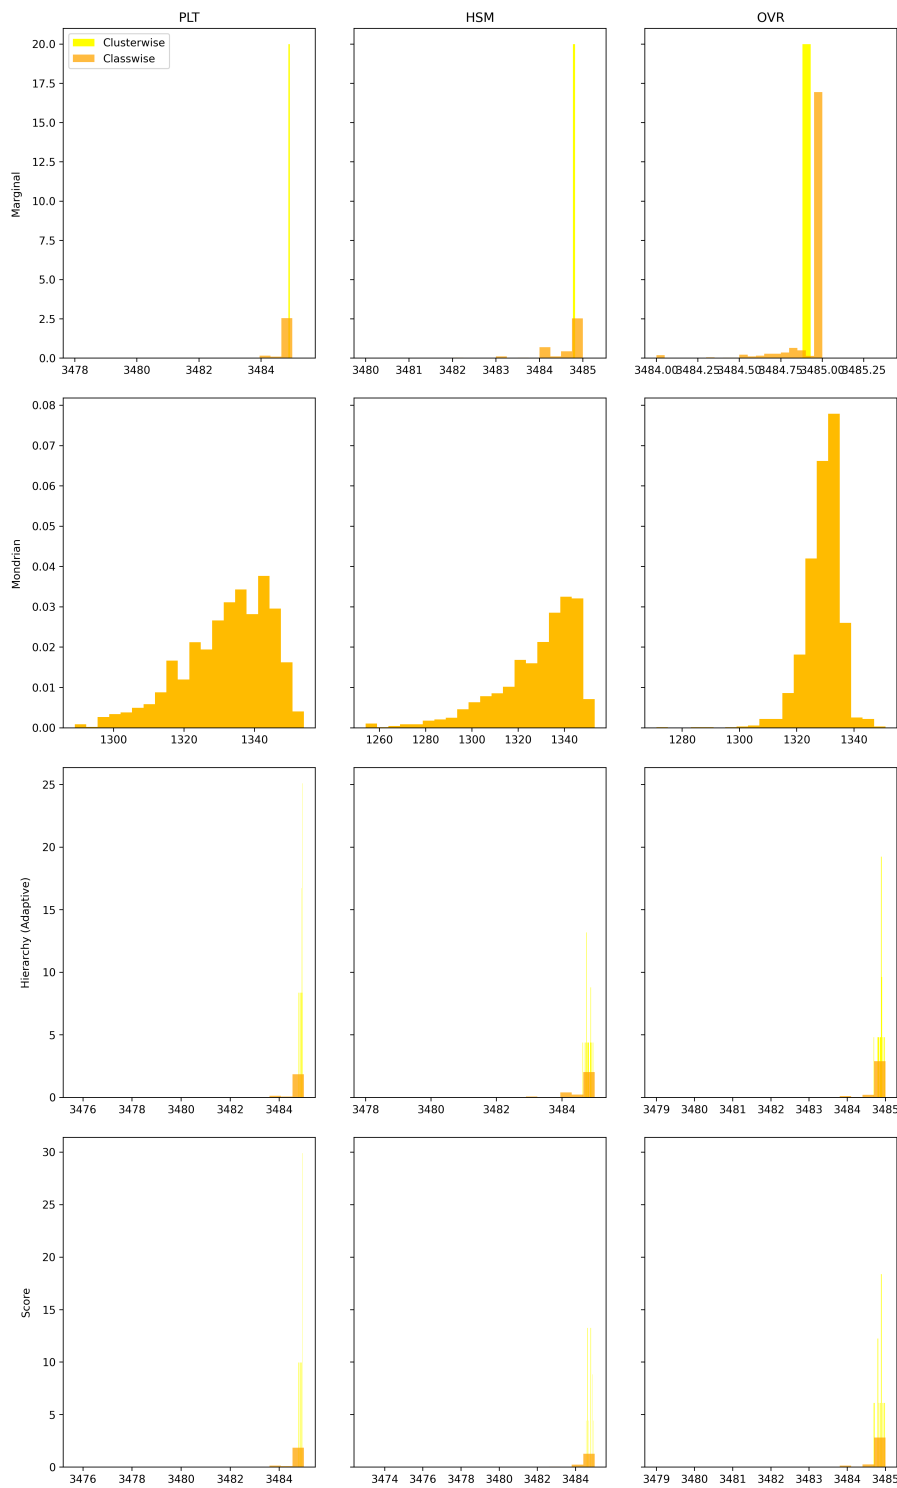 PLT HSM OVR
Clusterwise
Classwise
Marginal
20.0
17.5
15.0
12.5
10.0
7.5
5.0
2.5
0.0
3478 3480 3482 3484
3480 3481 3482 3483 3484 3485
3484.00 3484.25 3484.50 3484.75 3485.00 3485.25
Mondrian
0.08
0.07
0.06
0.05
0.04
0.03
0.02
0.01
0.00
1300 1320 1340
1260 1280 1300 1320 1340
1280 1300 1320 1340
Hierarchy (Adaptive)
25
20
15
10
5
0
3476 3478 3480 3482 3484
3478 3480 3482 3484
3479 3480 3481 3482 3483 3484 3485
Score
30
25
20
15
10
5
0
3476 3478 3480 3482 3484
3474 3476 3478 3480 3482 3484
3479 3480 3481 3482 3483 3484 3485